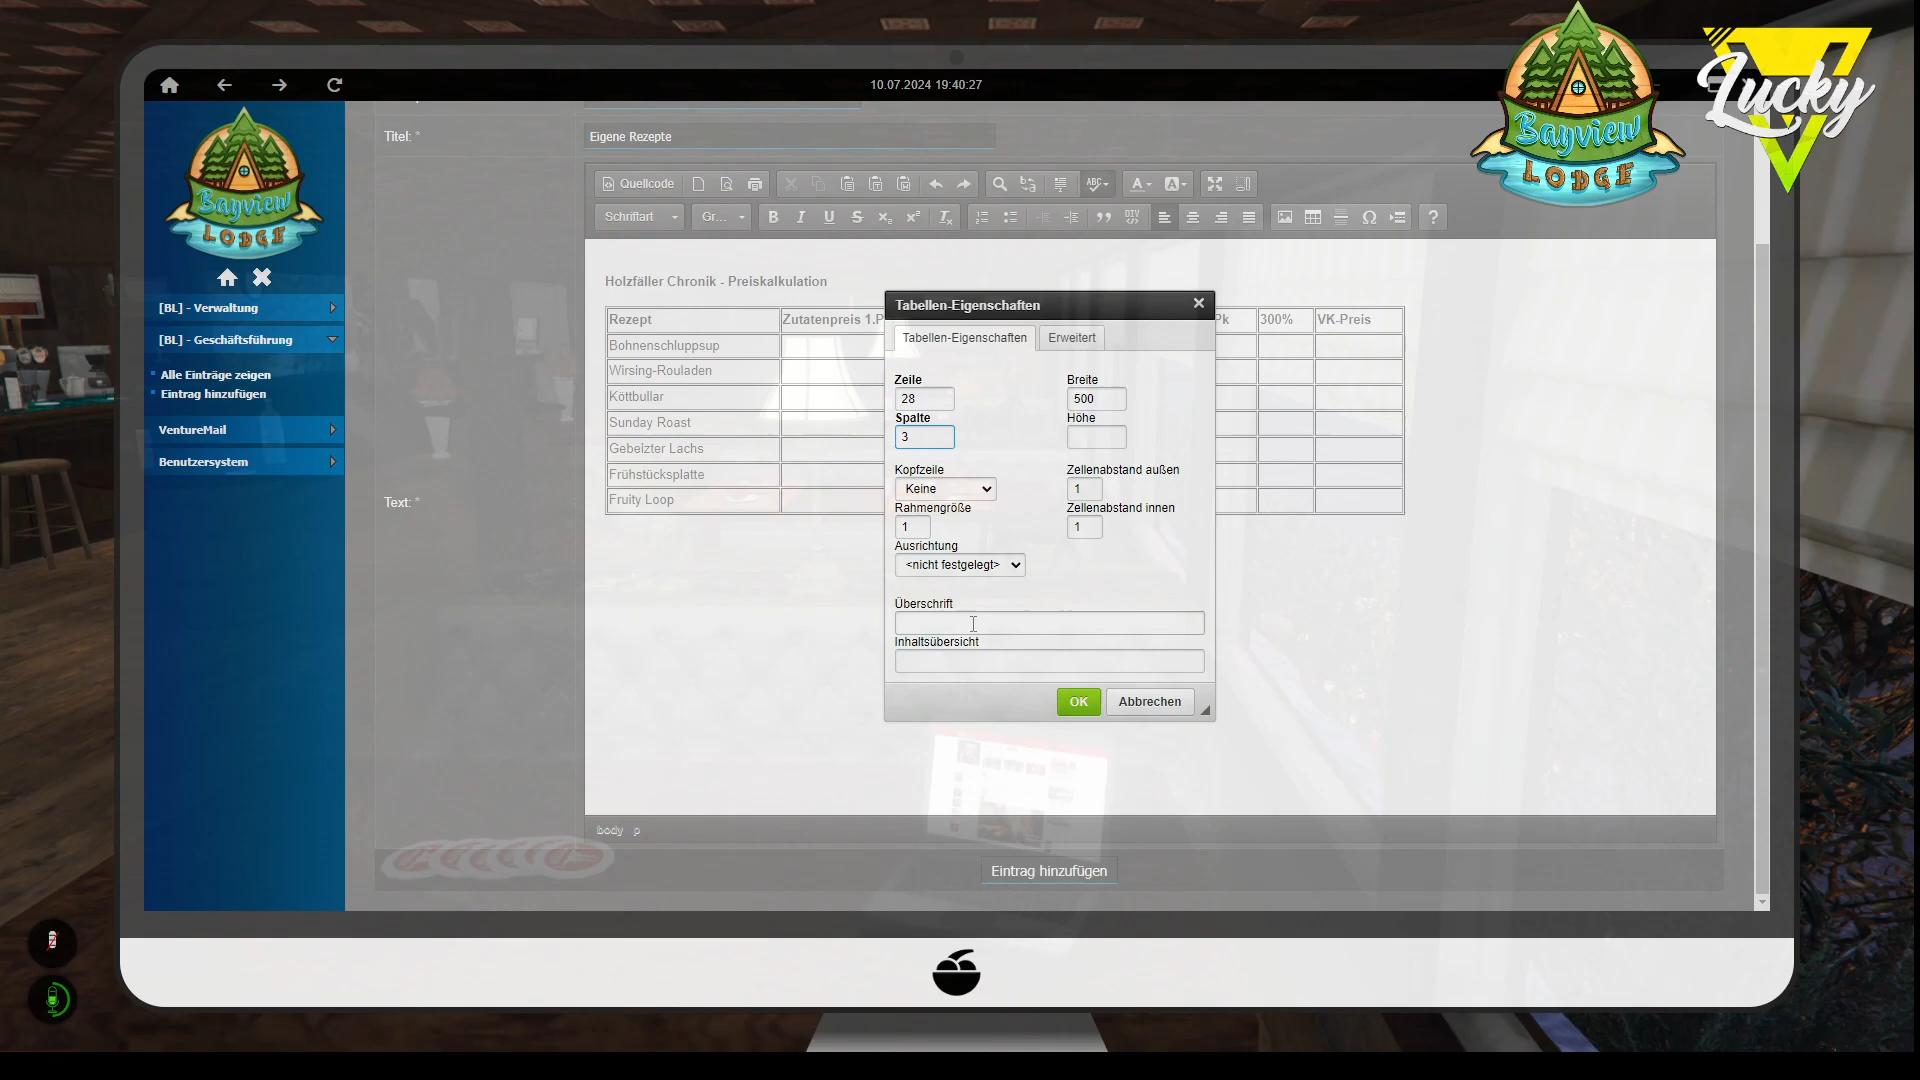 10.07.2024 19:40:27
Bayview
LODGE
Lucky
V
Bayview
LODGE
[BL] - Verwaltung
[BL] - Geschäftsführung
Alle Einträge zeigen
Eintrag hinzufügen
VentureMail
Benutzersystem
Titel: *
Eigene Rezepte
Quellcode
Schriftart
Gr...
Text: *
Holzfäller Chronik - Preiskalkulation
Rezept Zutatenpreis 1.P Pk 300% VK-Preis
Bohnenschluppsup
Wirsing-Rouladen
Köttbullar
Sunday Roast
Gebeizter Lachs
Frühstücksplatte
Fruity Loop
Tabellen-Eigenschaften
Tabellen-Eigenschaften Erweitert
Zeile Breite
28 500
Spalte Höhe
3
Kopfzeile Zellenabstand außen
Keine 1
Rahmengröße Zellenabstand innen
1 1
Ausrichtung
<nicht festgelegt>
Überschrift
Inhaltsübersicht
OK Abbrechen
body p
Eintrag hinzufügen